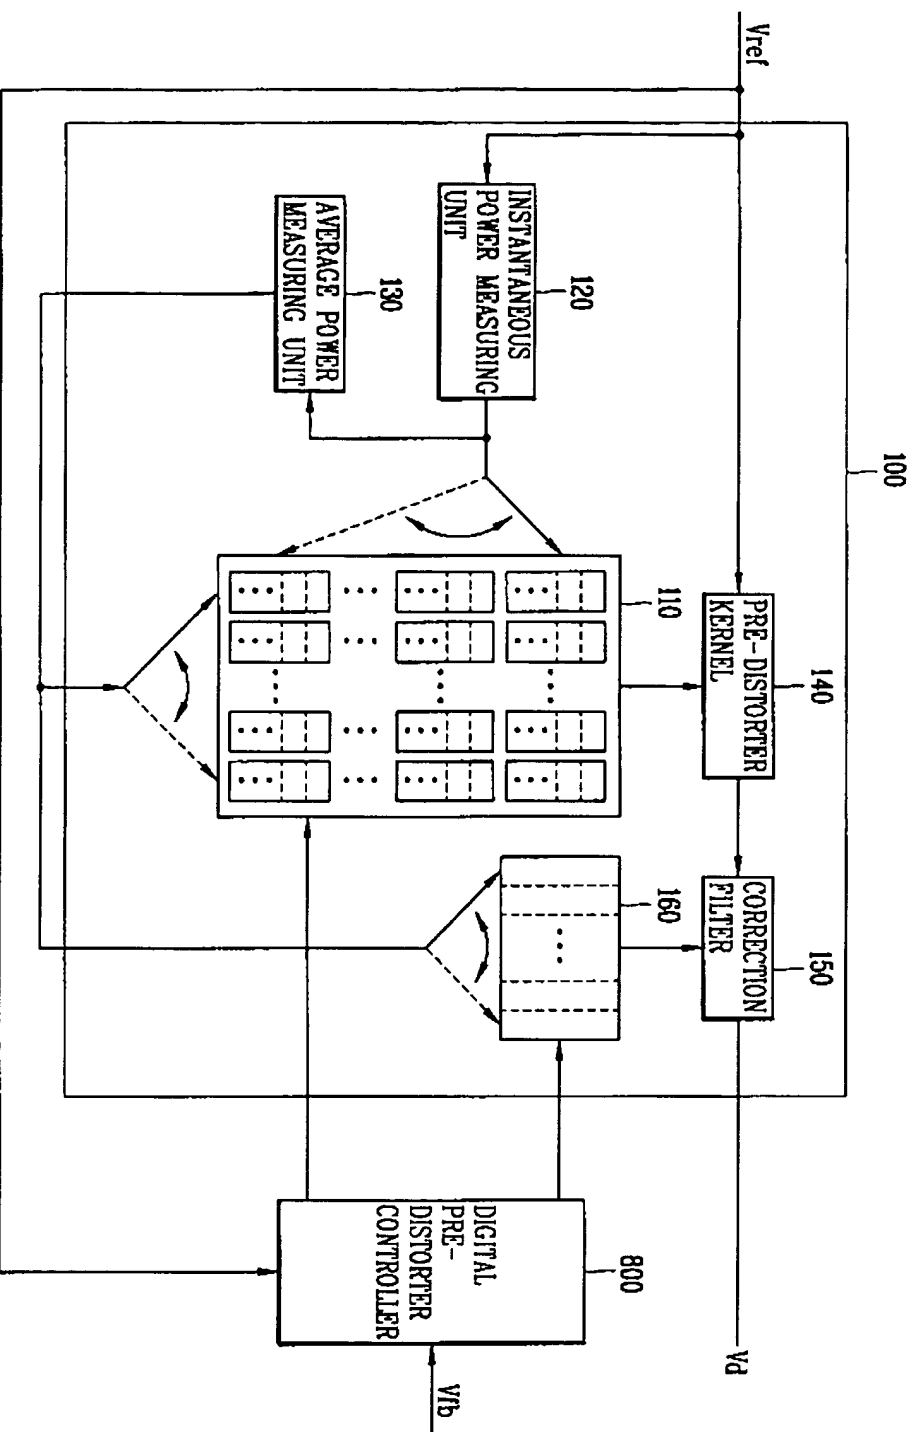 100
Vref
140
PRE-DISTORTER
KERNEL
150
CORRECTION
FILTER
Vd
120
INSTANTANEOUS
POWER MEASURING
UNIT
110
160
130
AVERAGE POWER
MEASURING UNIT
800
DIGITAL
PRE-
DISTORTER
CONTROLLER
Vfb